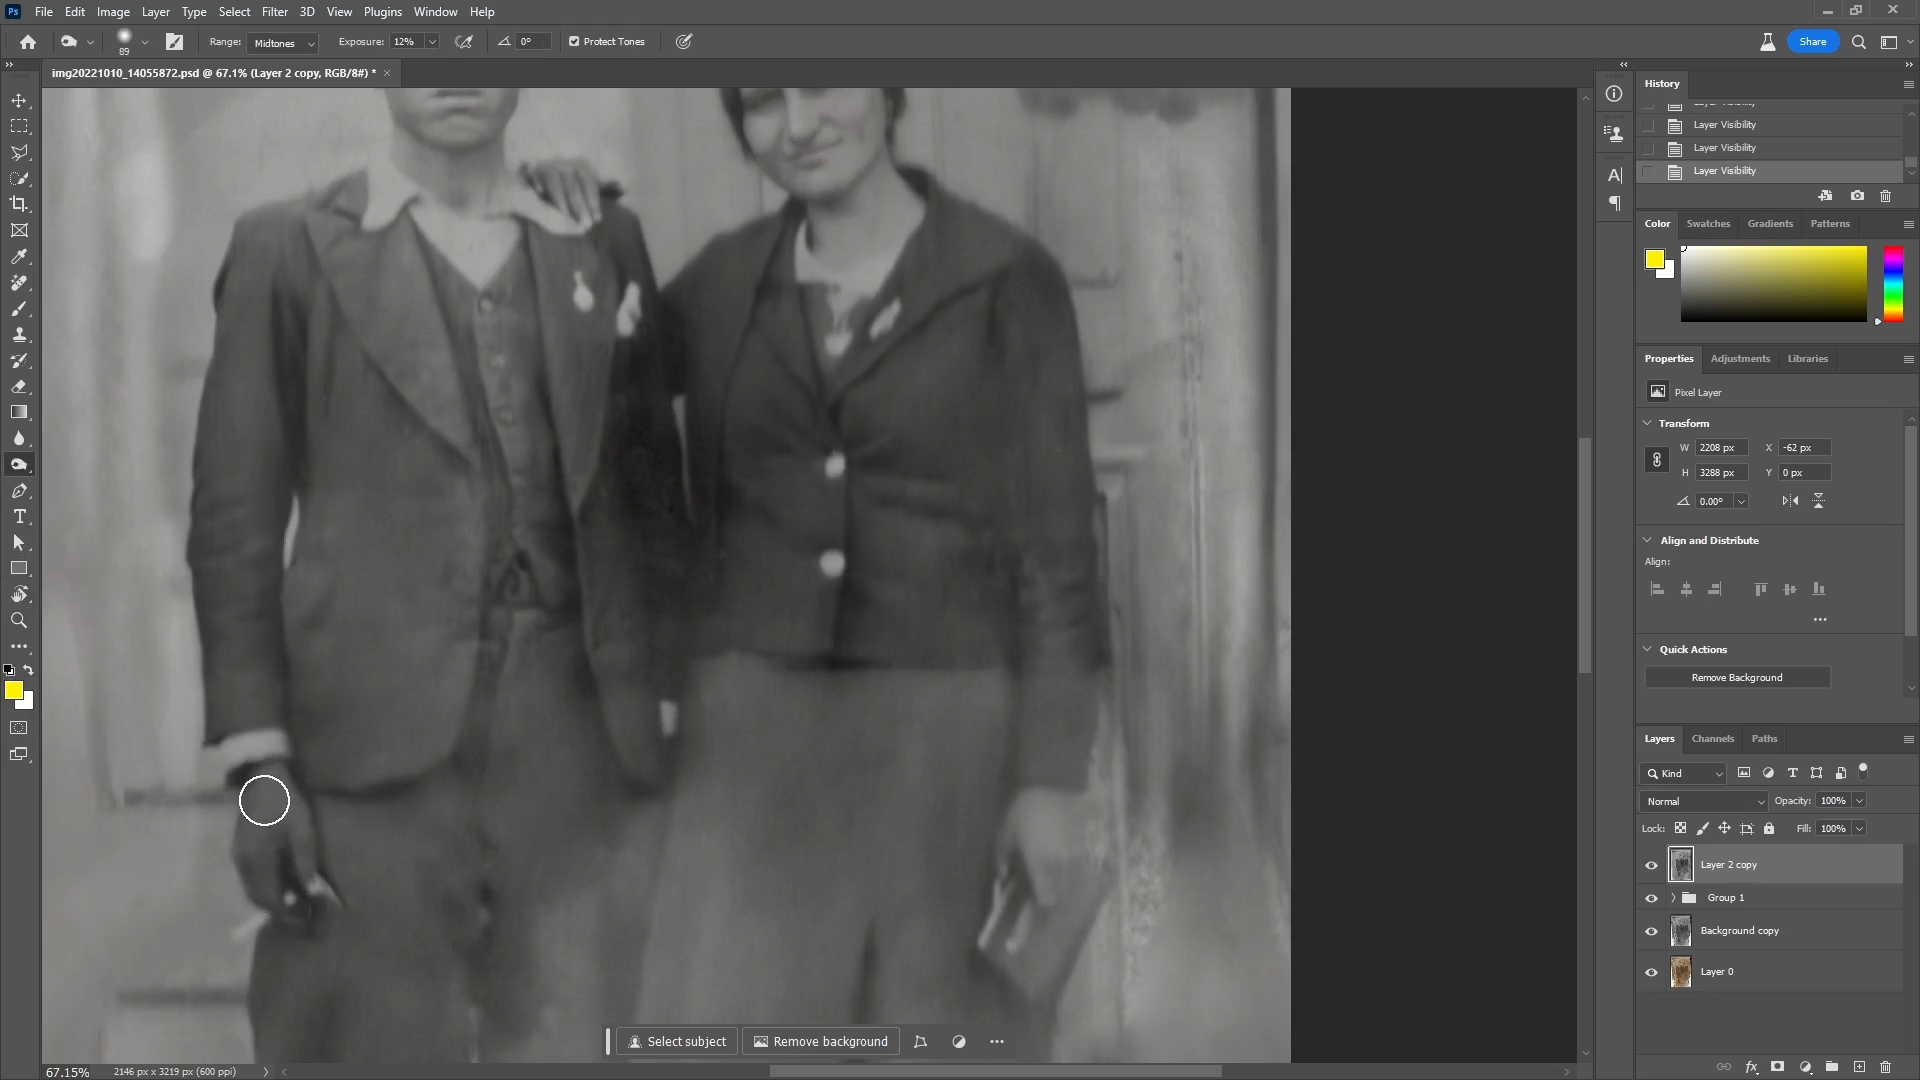 Ps File Edit Image Layer Type Select Filter 3D View Plugins Window Help
89 Range: Midtones Exposure: 12% 0° Protect Tones Share
img20221010_14055872.psd @ 67.1% (Layer 2 copy, RGB/8#) * ×
History
Layer Visibility
Layer Visibility
Layer Visibility
Layer Visibility
Color Swatches Gradients Patterns
Properties Adjustments Libraries
Pixel Layer
Transform
W 2208 px X -62 px
H 3288 px Y 0 px
0.00°
Align and Distribute
Align:
Quick Actions
Remove Background
Layers Channels Paths
Kind
Normal Opacity: 100%
Lock: Fill: 100%
Layer 2 copy
Group 1
Background copy
Layer 0
Select subject Remove background
67.15% 2146 px x 3219 px (600 ppi)